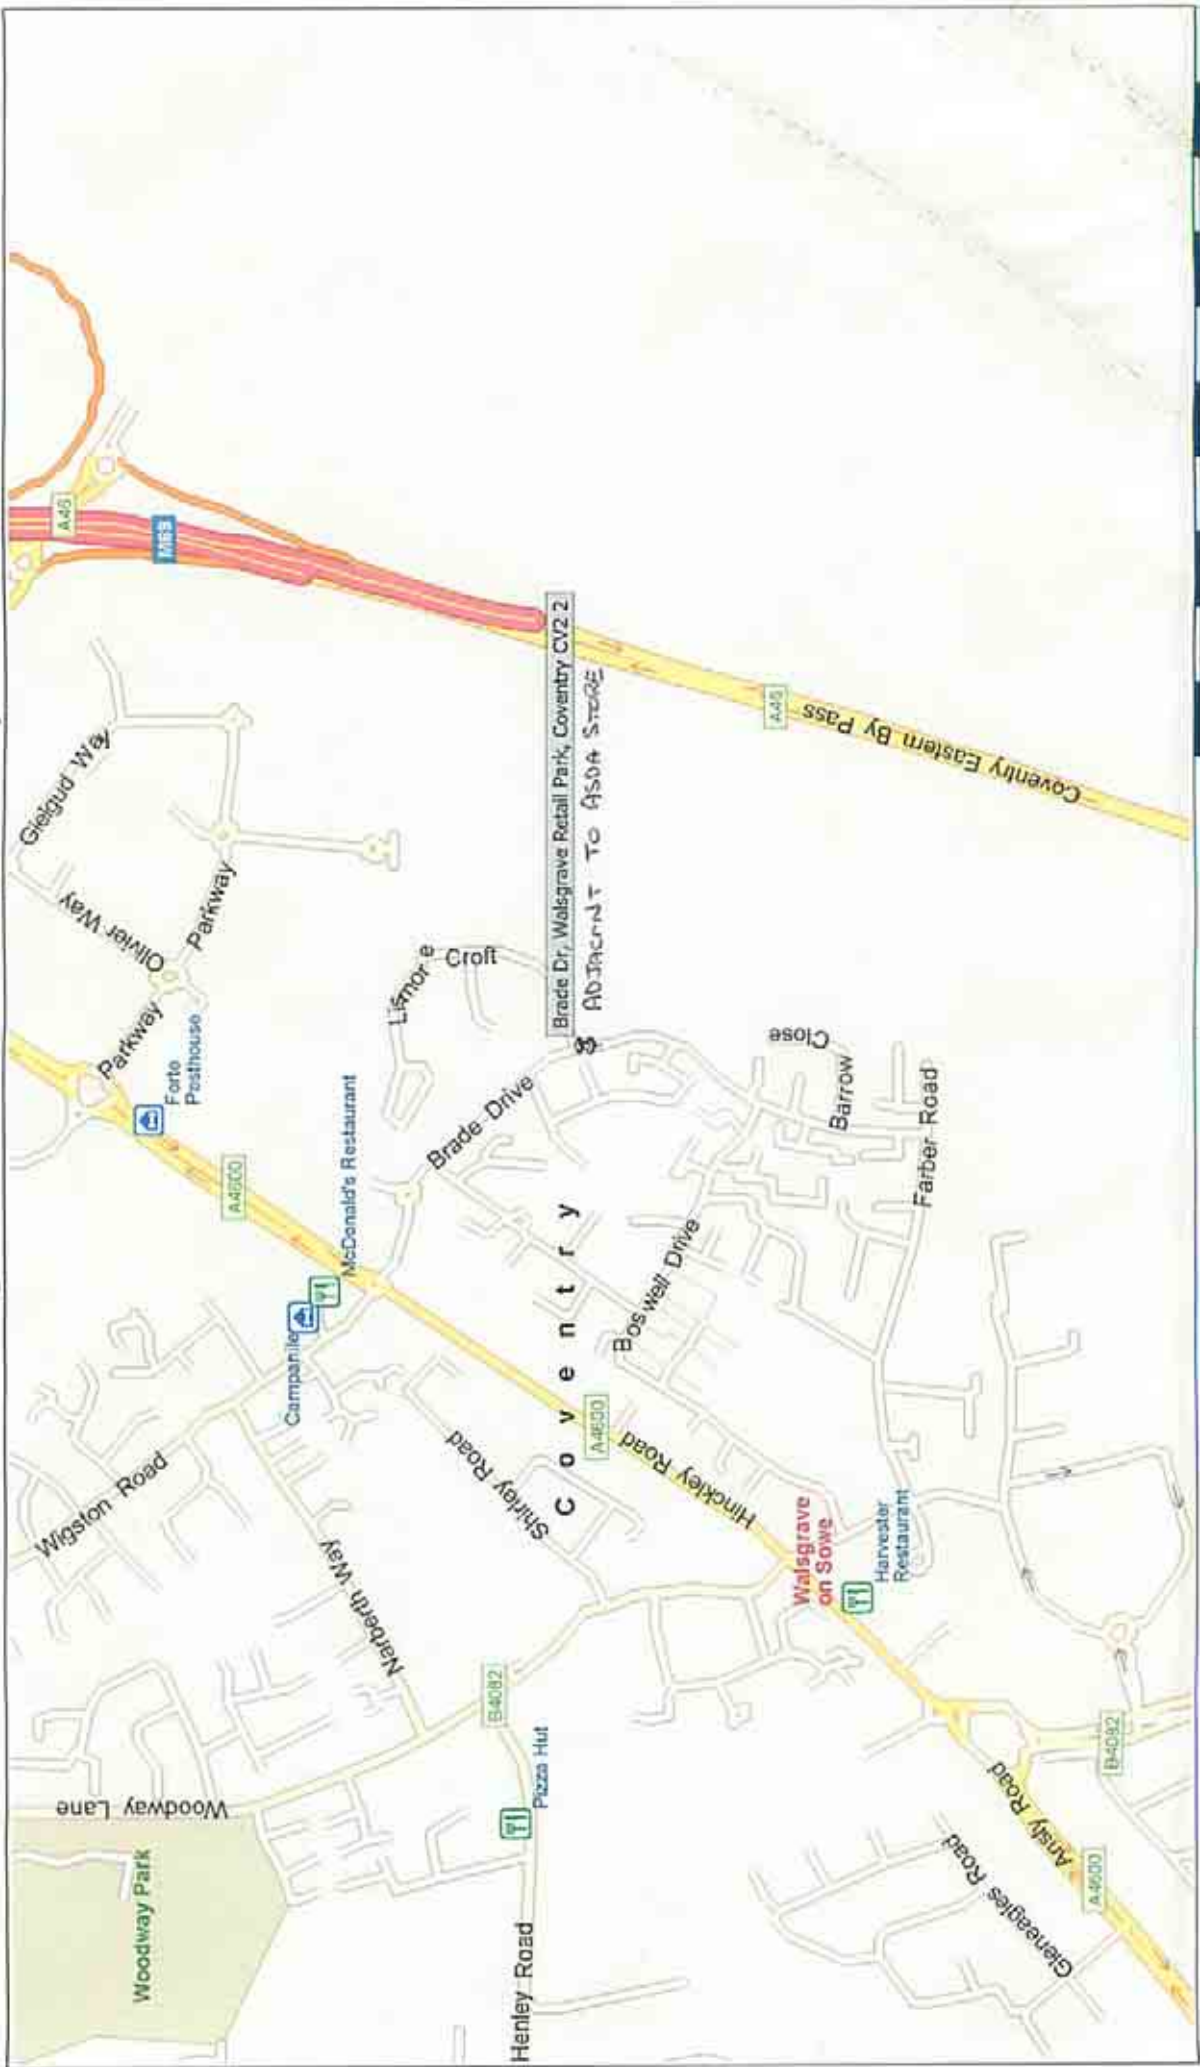 Woodway Park
Woodway Lane
Wigston Road
Campanile
McDonald's Restaurant
A4600
Forte
Posthouse
Parkway
Olivier Way
Parkway
Gielgud Way
A46
M69
Narberth Way
Shirley Road
Brade Drive
Lismore
Croft
Henley Road
Pizza Hut
B4082
Coventry
A4600
Hinckley Road
Boswell Drive
Brade Dr, Walsgrave Retail Park, Coventry CV2 2
ADJACENT TO ASDA STORE
Walsgrave
on Sowe
Harvester
Restaurant
Farber Road
Barrow
Close
A46
Coventry Eastern By Pass
Gleneagles Road
Ansty Road
A4600
B4082